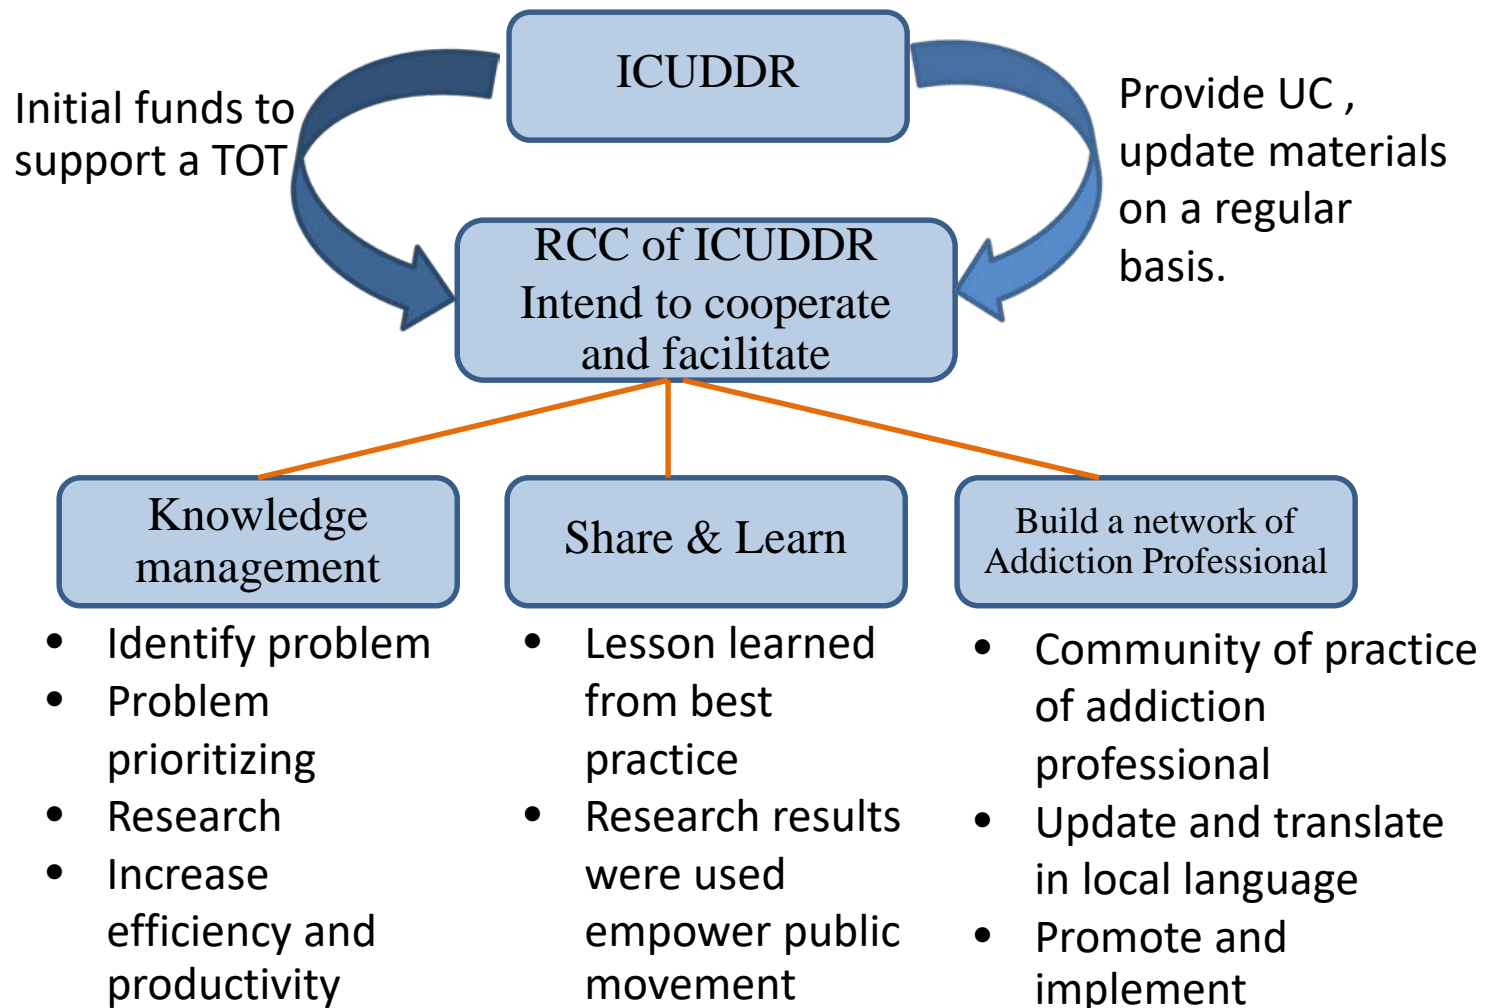 ICUDDR
Initial funds to
support a TOT
Provide UC ,
update materials
on a regular
basis.
RCC of ICUDDR
Intend to cooperate
and facilitate
Knowledge
management
• Identify problem
• Problem
prioritizing
• Research
• Increase
efficiency and
productivity
Share & Learn
• Lesson learned
from best
practice
• Research results
were used
empower public
movement
Build a network of
Addiction Professional
• Community of practice
of addiction
professional
• Update and translate
in local language
• Promote and
implement